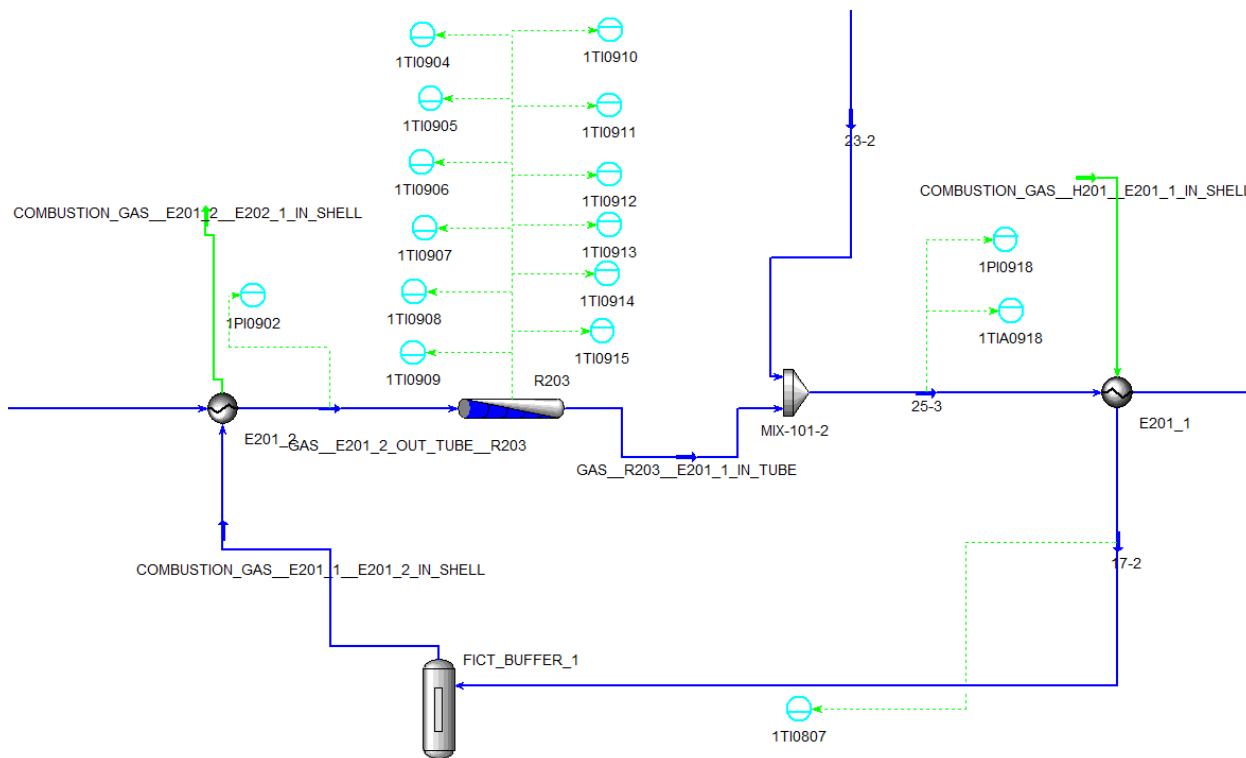 1TI0904
1TI0910
1TI0905
1TI0911
23-2
1TI0906
1TI0912
COMBUSTION_GAS__H201__E201_1_IN_SHELL
COMBUSTION_GAS__E201_2__E202_1_IN_SHELL
1TI0907
1TI0913
1PI0918
1TI0914
1PI0902
1TI0908
1TIA0918
1TI0915
1TI0909
R203
25-3
E201_1
MIX-101-2
E201_2
GAS__E201_2_OUT_TUBE__R203
GAS__R203__E201_1_IN_TUBE
17-2
COMBUSTION_GAS__E201_1__E201_2_IN_SHELL
FICT_BUFFER_1
1TI0807